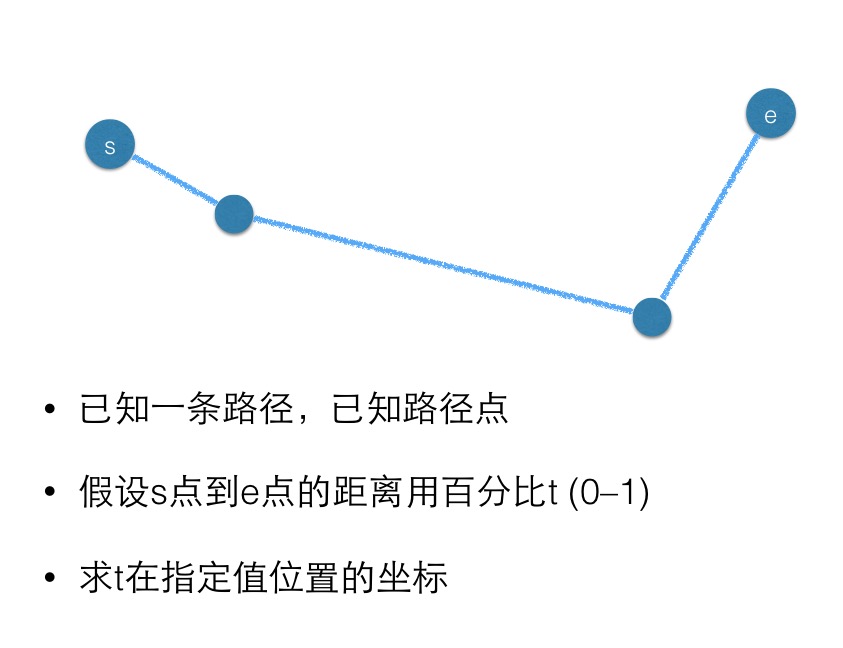 s
e
• 已知一条路径，已知路径点
• 假设s点到e点的距离用百分比t (0–1)
• 求t在指定值位置的坐标